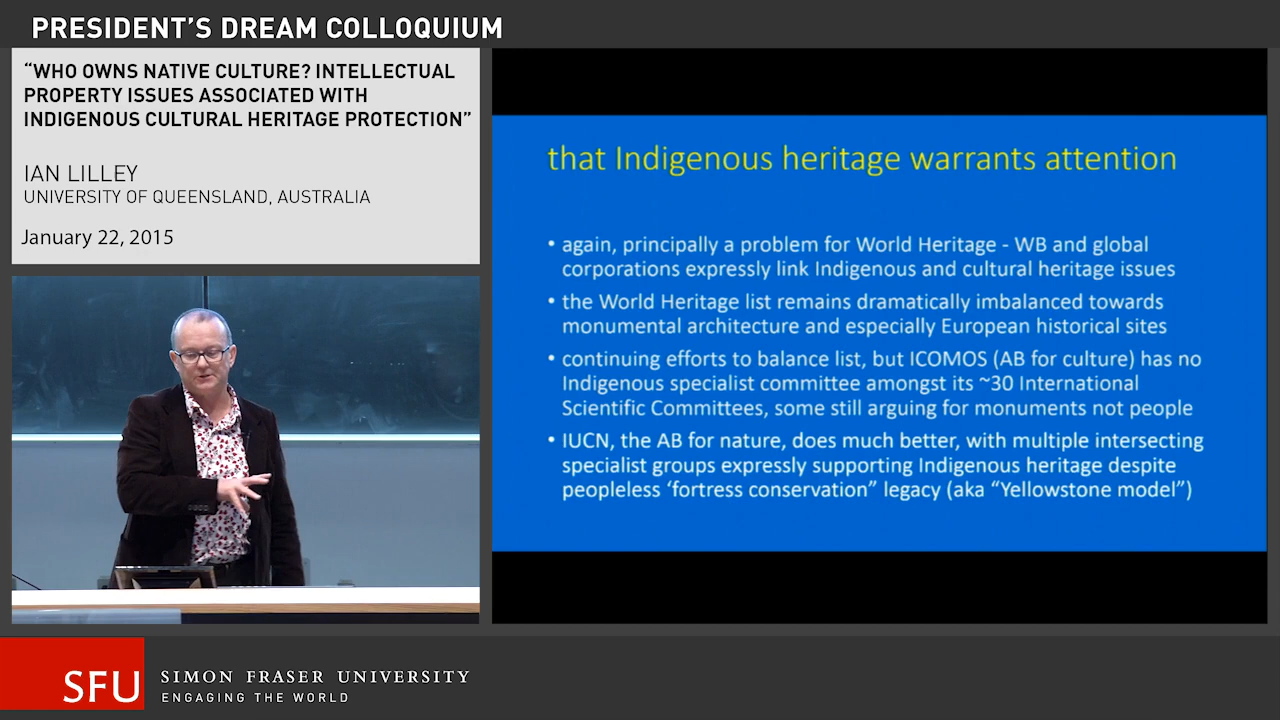 PRESIDENT'S DREAM COLLOQUIUM
“WHO OWNS NATIVE CULTURE? INTELLECTUAL
PROPERTY ISSUES ASSOCIATED WITH
INDIGENOUS CULTURAL HERITAGE PROTECTION”
IAN LILLEY
UNIVERSITY OF QUEENSLAND, AUSTRALIA
January 22, 2015
that Indigenous heritage warrants attention
• again, principally a problem for World Heritage - WB and global
corporations expressly link Indigenous and cultural heritage issues
• the World Heritage list remains dramatically imbalanced towards
monumental architecture and especially European historical sites
• continuing efforts to balance list, but ICOMOS (AB for culture) has no
Indigenous specialist committee amongst its ~30 International
Scientific Committees, some still arguing for monuments not people
• IUCN, the AB for nature, does much better, with multiple intersecting
specialist groups expressly supporting Indigenous heritage despite
peopleless ‘fortress conservation” legacy (aka “Yellowstone model”)
SFU
SIMON FRASER UNIVERSITY
ENGAGING THE WORLD